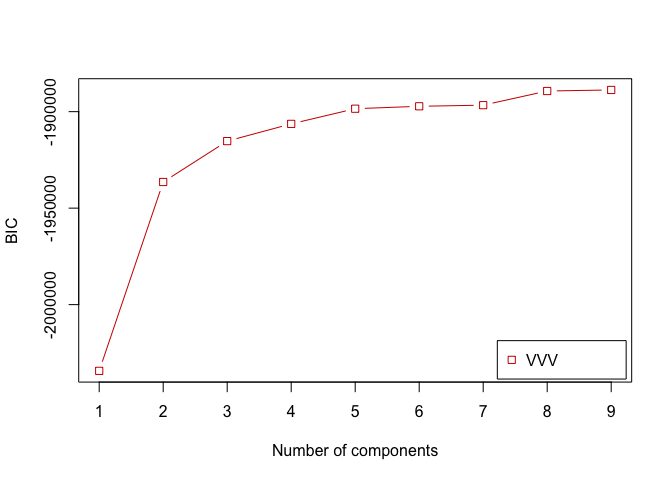 -1900000
-1950000
-2000000
BIC
VVV
1 2 3 4 5 6 7 8 9
Number of components